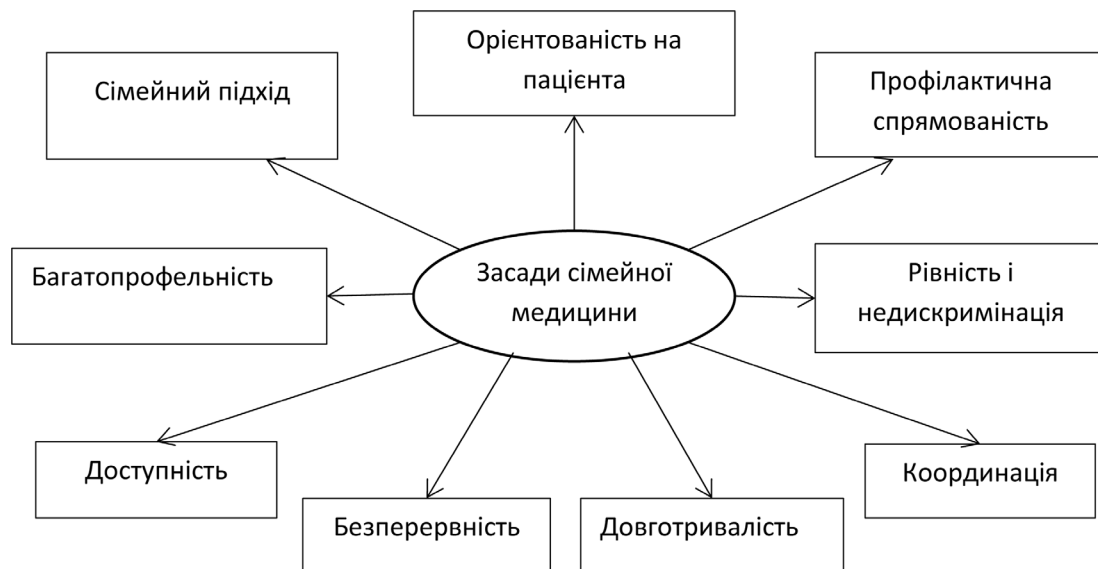 Орієнтованість на
пацієнта
Сімейний підхід
Профілактична
спрямованість
Засади сімейної
медицини
Багатопрофельність
Рівність і
недискримінація
Доступність
Координація
Безперервність
Довготривалість